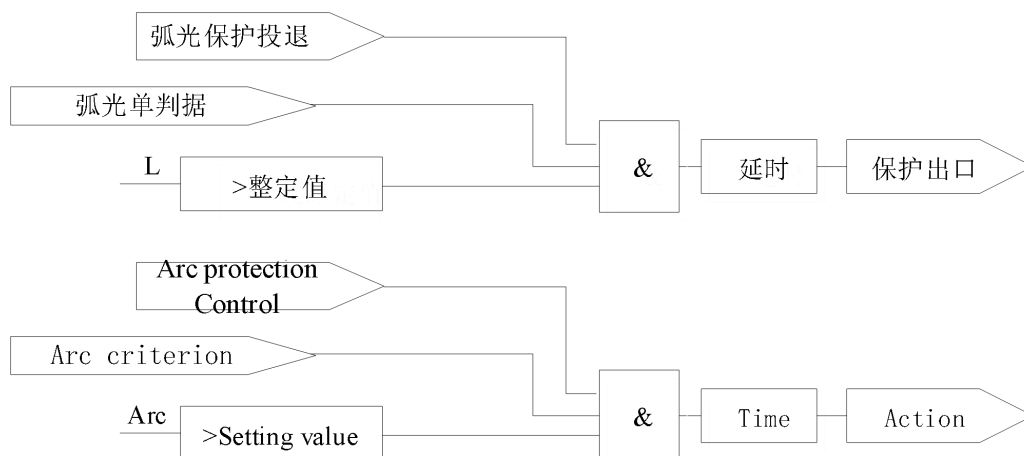 弧光保护投退
弧光单判据
L
>整定值
&
延时
保护出口
Arc protection
Control
Arc criterion
Arc
>Setting value
&
Time
Action